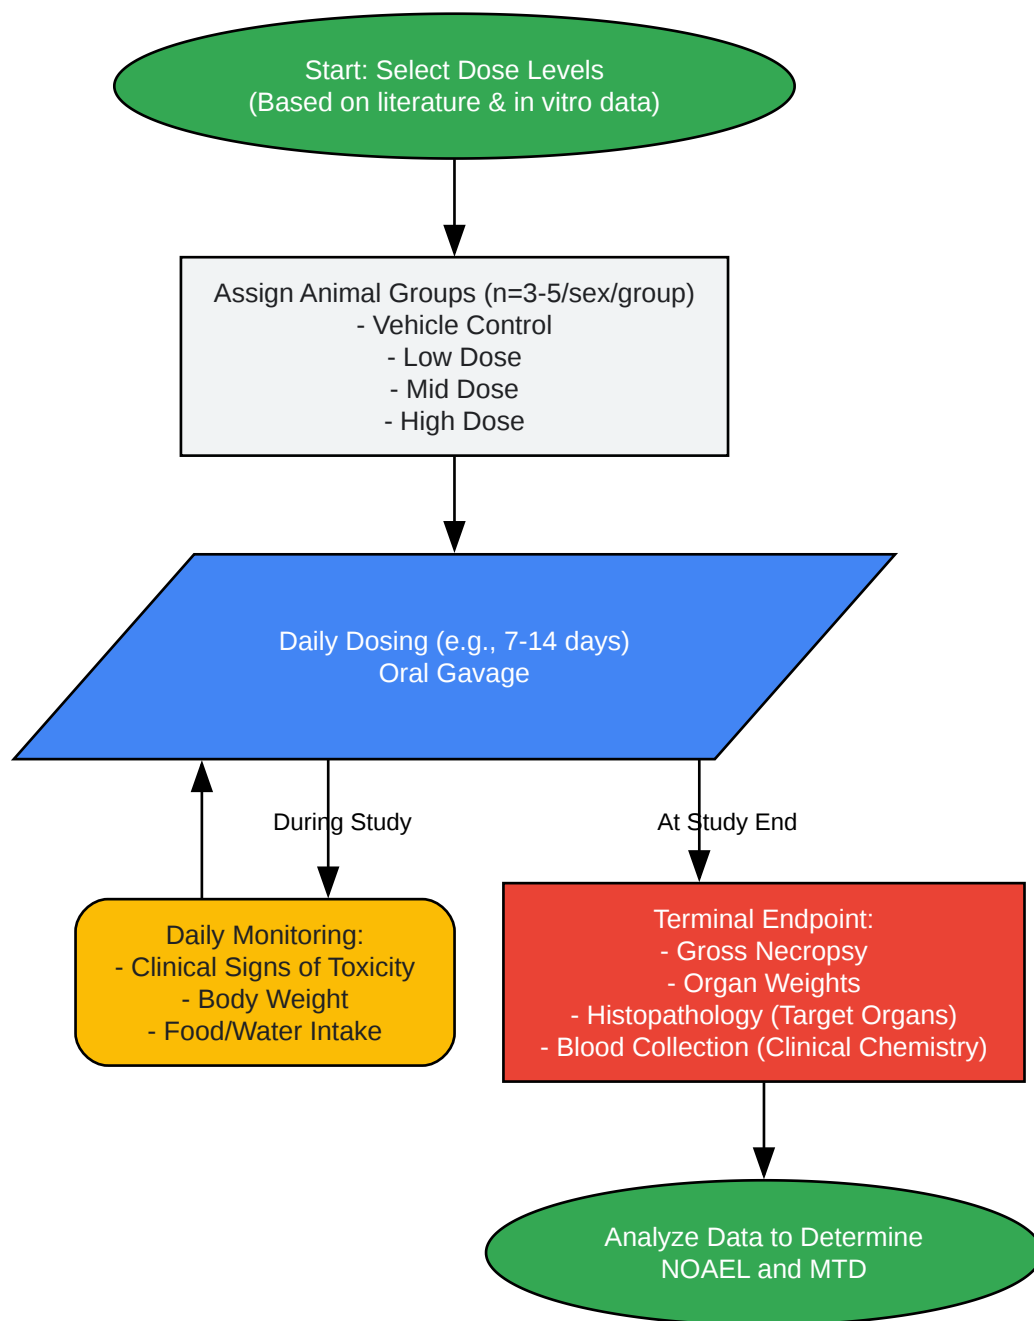 Start: Select Dose Levels
(Based on literature & in vitro data)
Assign Animal Groups (n=3-5/sex/group)
- Vehicle Control
- Low Dose
- Mid Dose
- High Dose
Daily Dosing (e.g., 7-14 days)
Oral Gavage
During Study
At Study End
Daily Monitoring:
- Clinical Signs of Toxicity
- Body Weight
- Food/Water Intake
Terminal Endpoint:
- Gross Necropsy
- Organ Weights
- Histopathology (Target Organs)
- Blood Collection (Clinical Chemistry)
Analyze Data to Determine
NOAEL and MTD